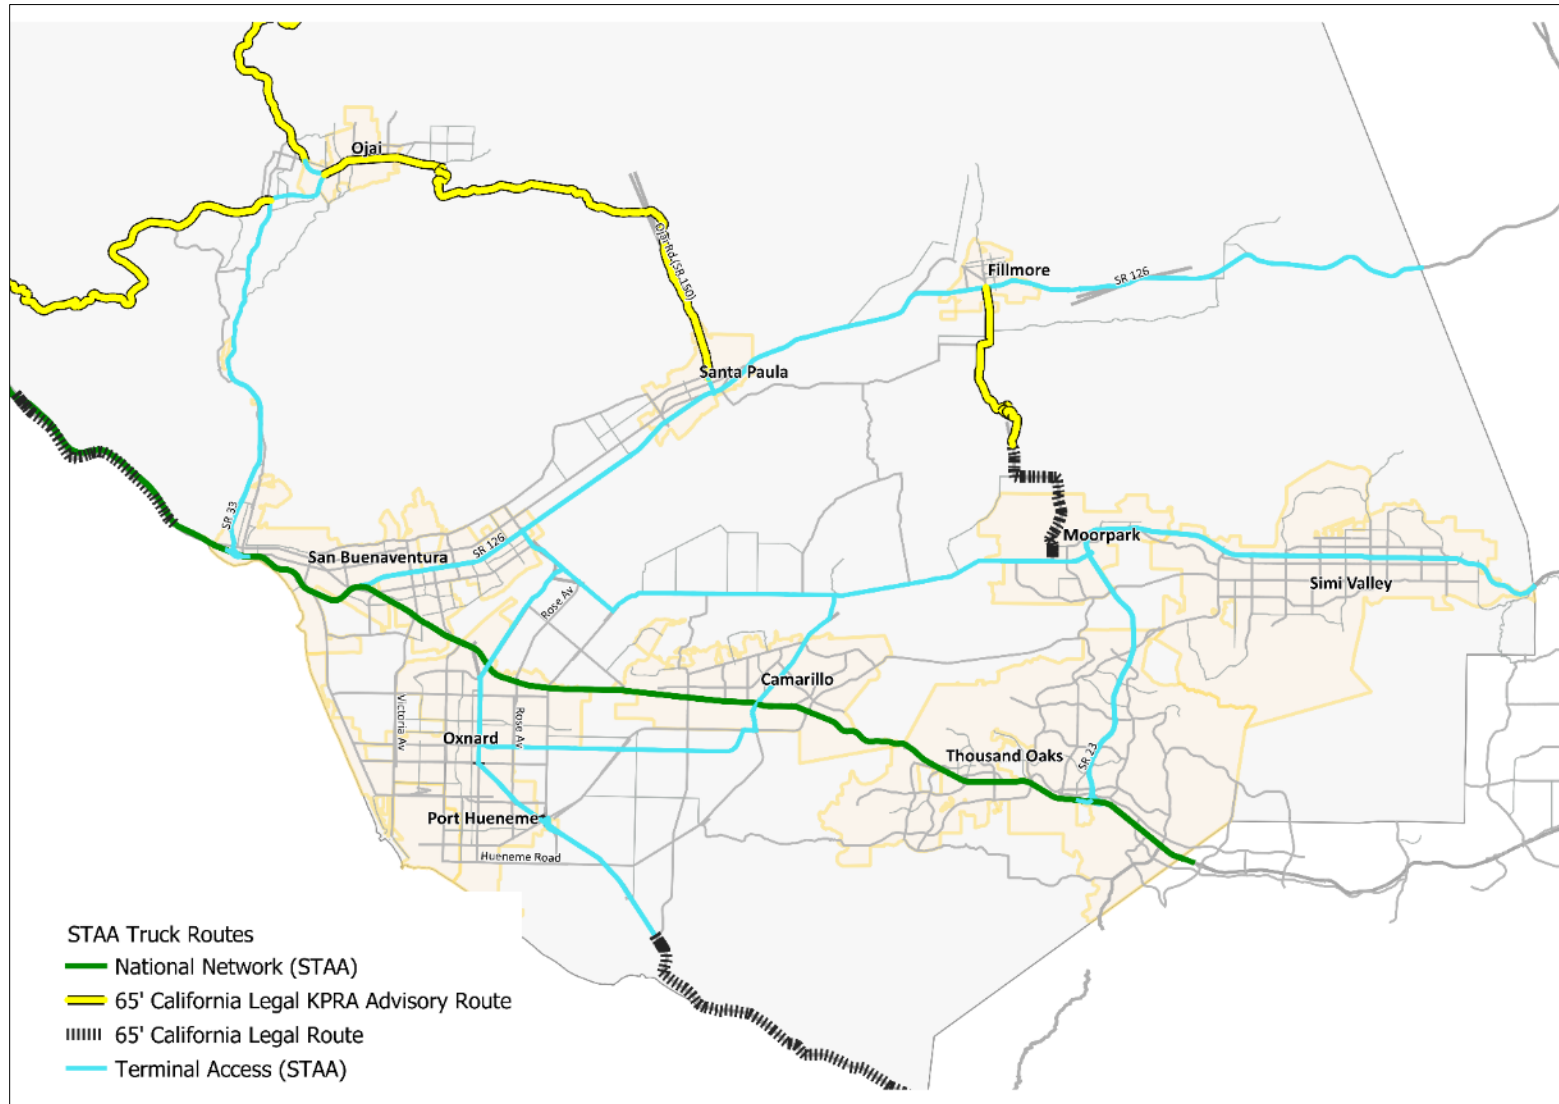 Ojai
Ojai Rd (SR 150)
Fillmore
SR 126
Santa Paula
SR 33
San Buenaventura
SR 126
Moorpark
Simi Valley
Rose Av
Camarillo
Victoria Av
Rose Av
Oxnard
Thousand Oaks
SR 23
Port Hueneme
Hueneme Road
STAA Truck Routes
National Network (STAA)
65' California Legal KPRA Advisory Route
65' California Legal Route
Terminal Access (STAA)